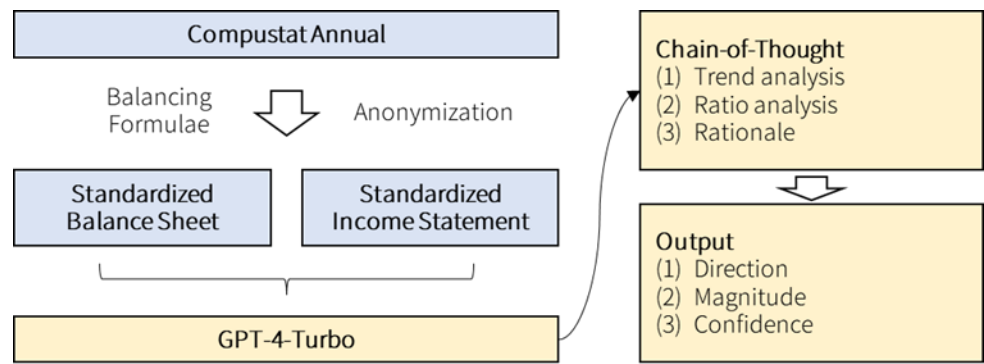 Compustat Annual
Balancing
Formulae
Anonymization
Standardized
Balance Sheet
Standardized
Income Statement
GPT-4-Turbo
Chain-of-Thought
(1) Trend analysis
(2) Ratio analysis
(3) Rationale
Output
(1) Direction
(2) Magnitude
(3) Confidence